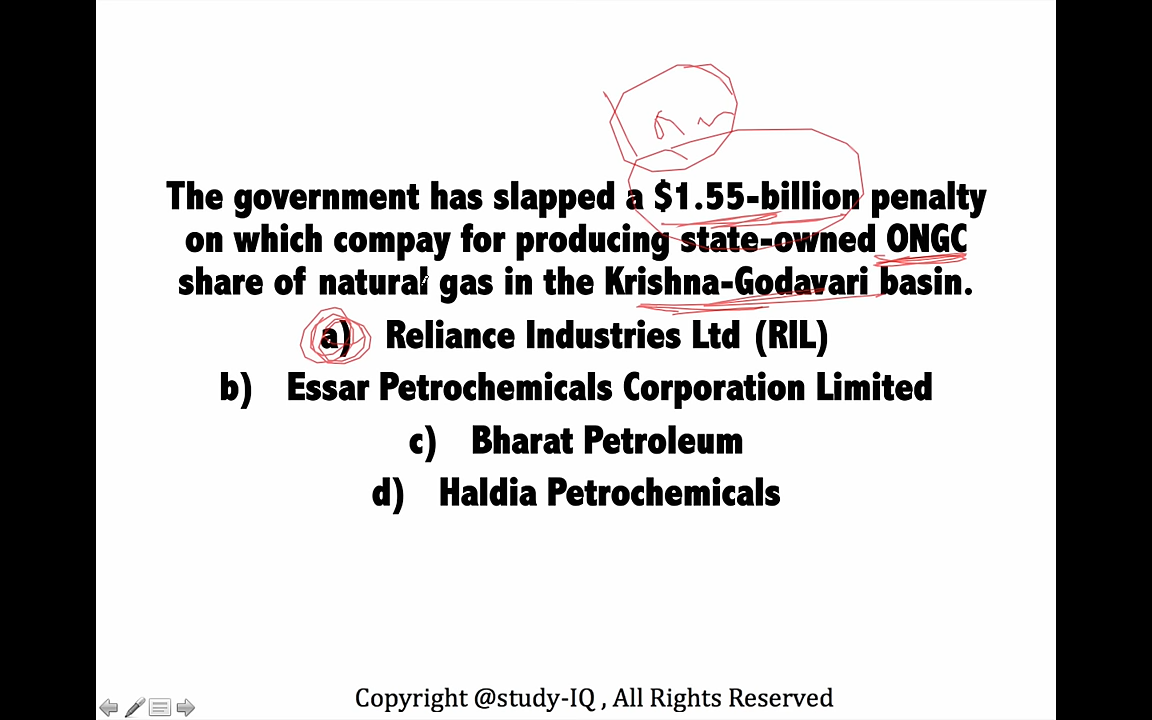 The government has slapped a $1.55-billion penalty
on which compay for producing state-owned ONGC
share of natural gas in the Krishna-Godavari basin.
a) Reliance Industries Ltd (RIL)
b) Essar Petrochemicals Corporation Limited
c) Bharat Petroleum
d) Haldia Petrochemicals
Copyright @study-IQ , All Rights Reserved